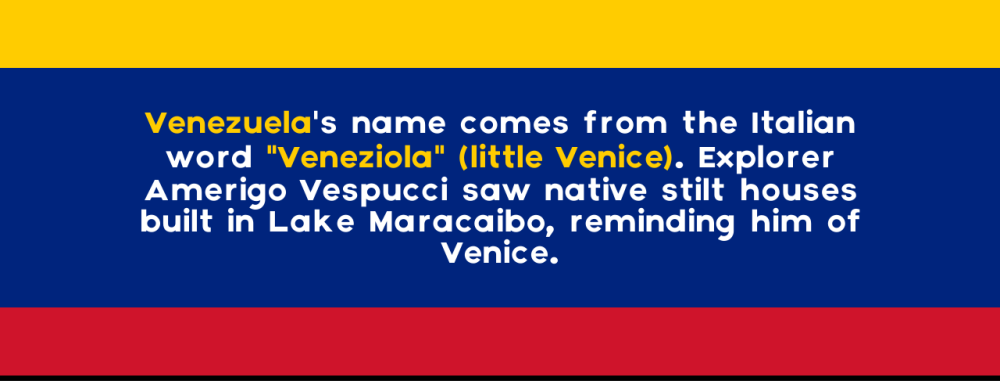 Venezuela's name comes from the Italian
word "Veneziola" (little Venice). Explorer
Amerigo Vespucci saw native stilt houses
built in Lake Maracaibo, reminding him of
Venice.